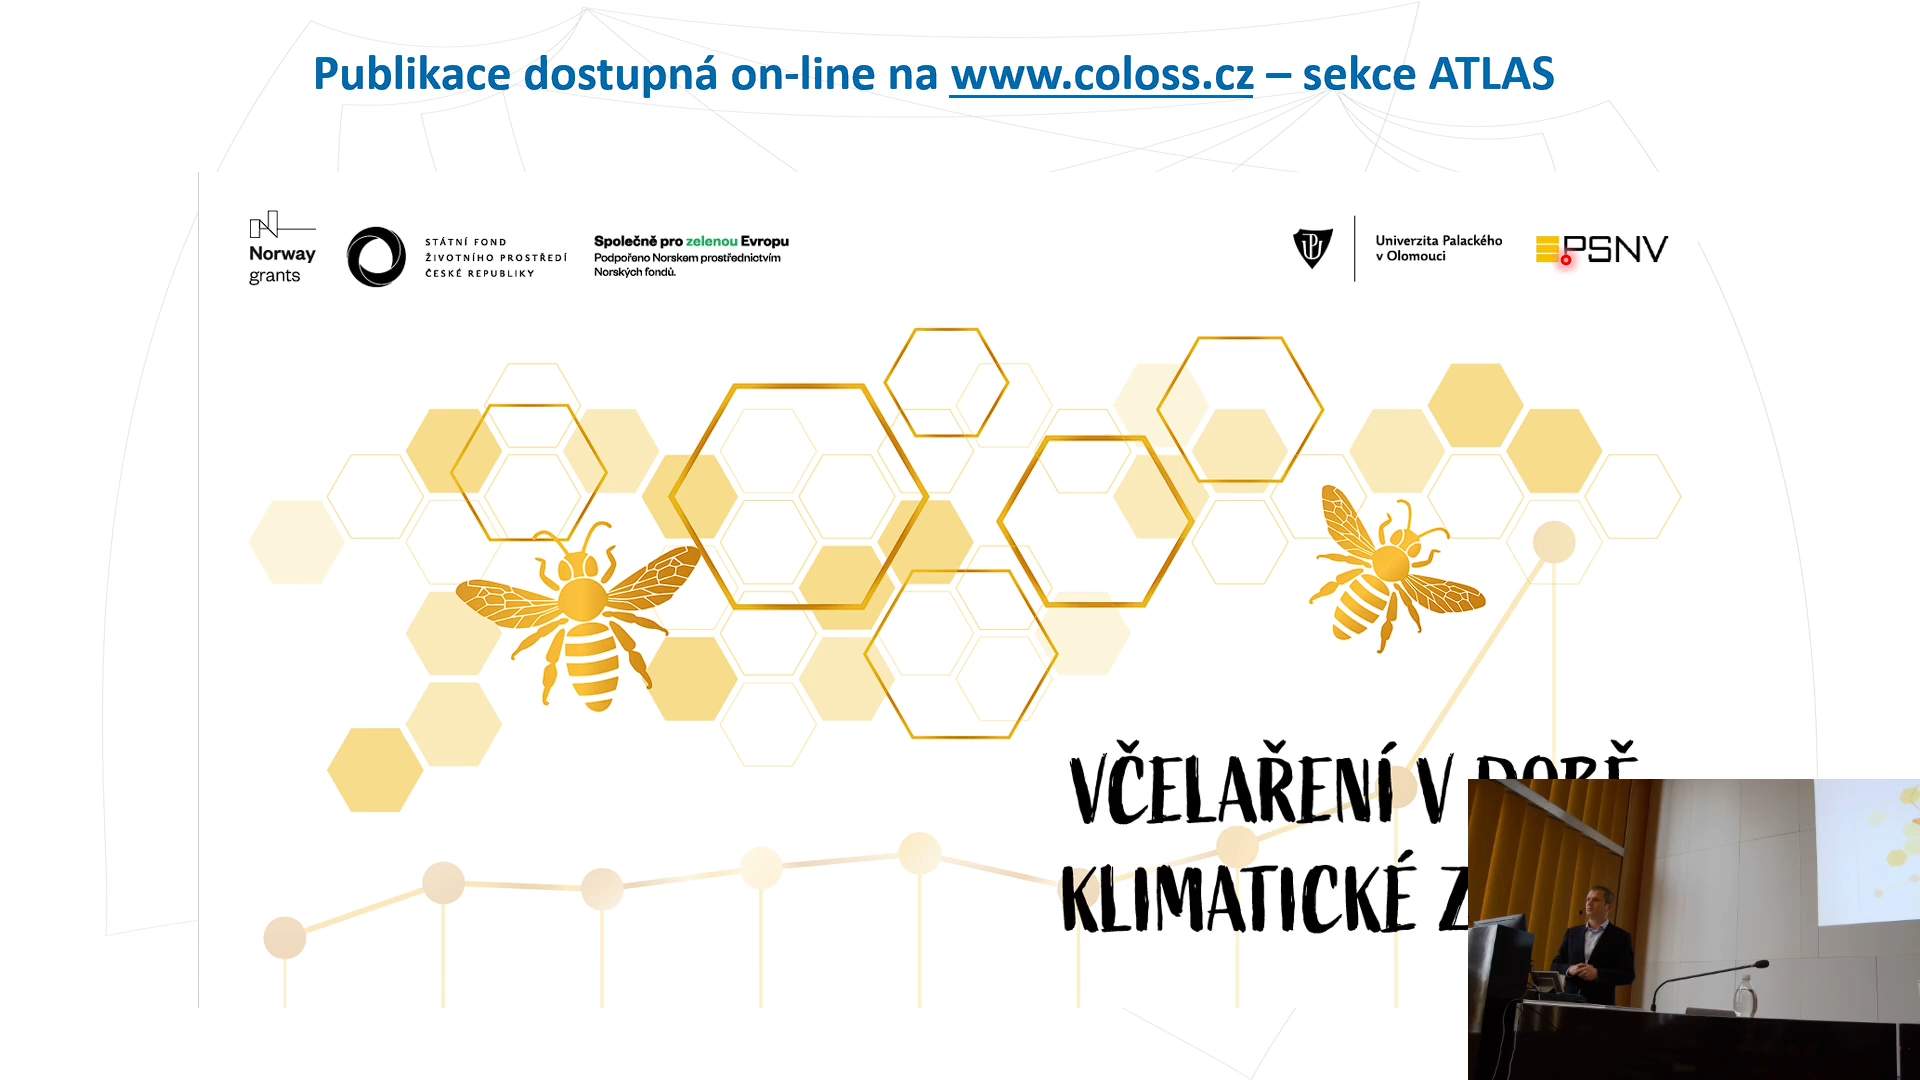 Publikace dostupná on-line na www.coloss.cz – sekce ATLAS
Norway
grants
STÁTNÍ FOND
ŽIVOTNÍHO PROSTŘEDÍ
ČESKÉ REPUBLIKY
Společně pro zelenou Evropu
Podpořeno Norskem prostřednictvím
Norských fondů.
Univerzita Palackého
v Olomouci
PSNV
VČELAŘENÍ V DOBĚ
KLIMATICKÉ